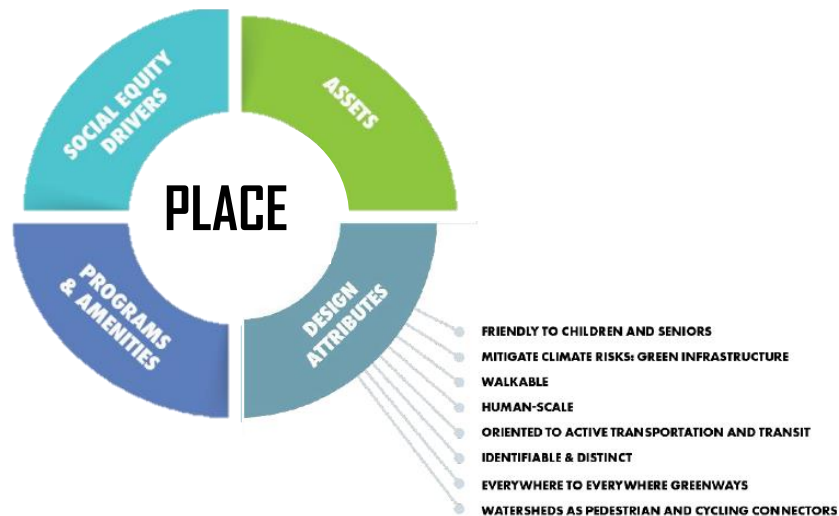 SOCIAL EQUITY
DRIVERS
ASSETS
PLACE
PROGRAMS
& AMENITIES
DESIGN
ATTRIBUTES
FRIENDLY TO CHILDREN AND SENIORS
MITIGATE CLIMATE RISKS: GREEN INFRASTRUCTURE
WALKABLE
HUMAN-SCALE
ORIENTED TO ACTIVE TRANSPORTATION AND TRANSIT
IDENTIFIABLE & DISTINCT
EVERYWHERE TO EVERYWHERE GREENWAYS
WATERSHEDS AS PEDESTRIAN AND CYCLING CONNECTORS